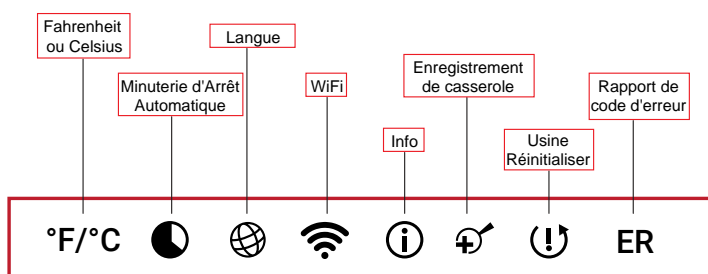 Fahrenheit
ou Celsius
Minuterie d'Arrêt
Automatique
Langue
WiFi
Info
Enregistrement
de casserole
Usine
Réinitialiser
Rapport de
code d'erreur
°F/°C
ER